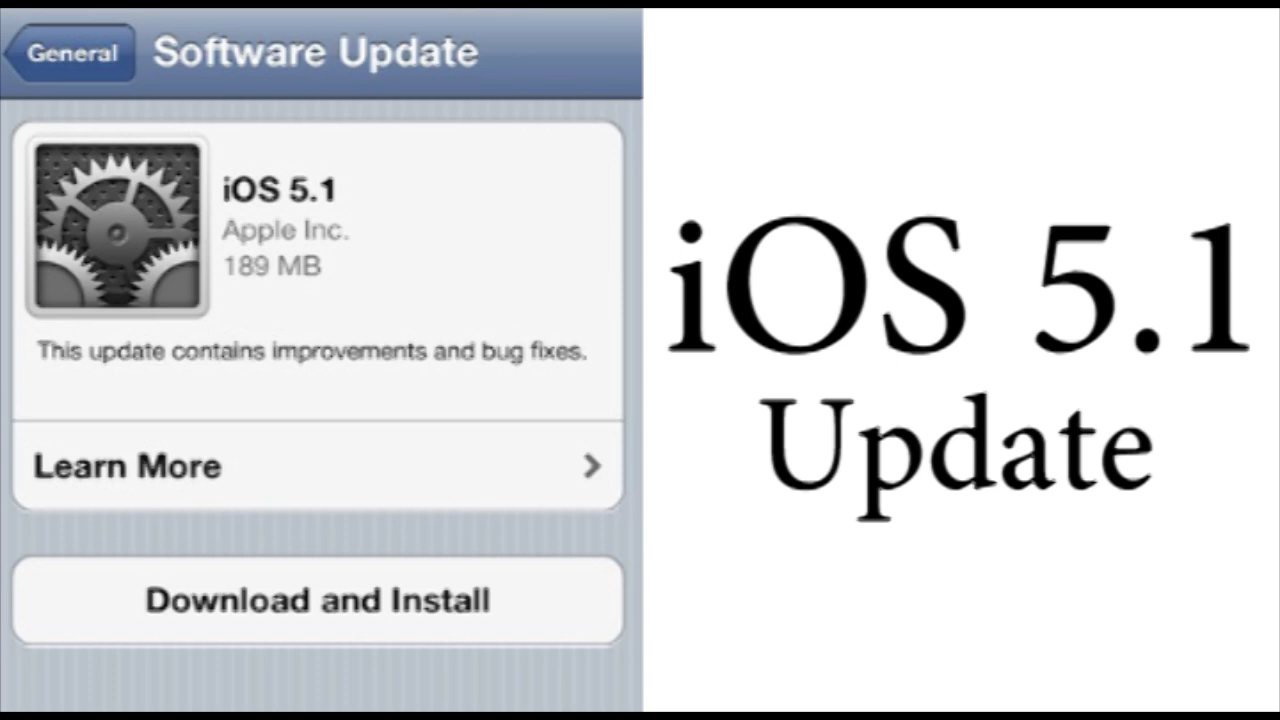 General
Software Update
iOS 5.1
Apple Inc.
189 MB
This update contains improvements and bug fixes.
Learn More
Download and Install
iOS 5.1
Update